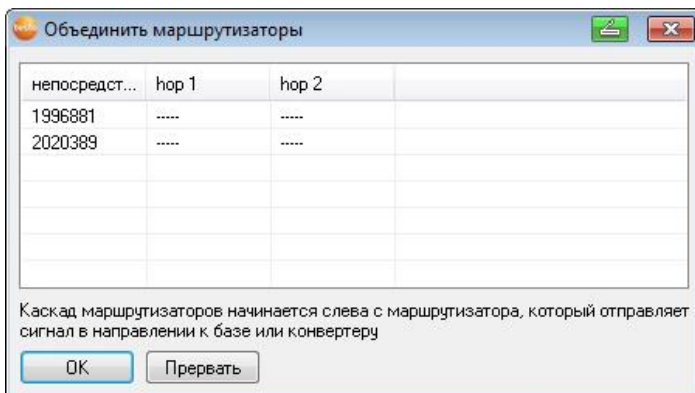 Объединить маршрутизаторы
непосредст... hop 1 hop 2
1996881 ----- -----
2020389 ----- -----
Каскад маршрутизаторов начинается слева с маршрутизатора, который отправляет
сигнал в направлении к базе или конвертеру
OK Прервать